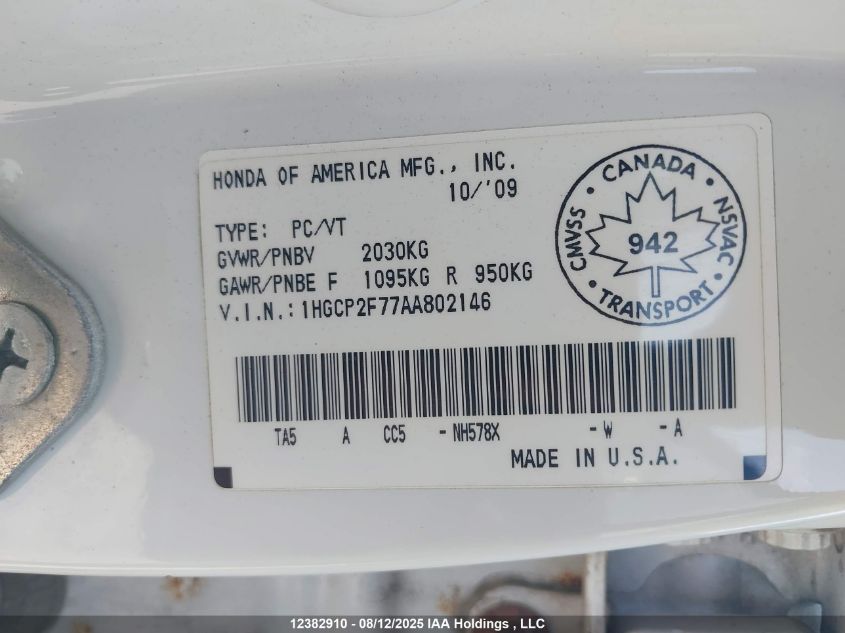 HONDA OF AMERICA MFG., INC.
10/'09
TYPE: PC/VT
GVWR/PNBV 2030KG
GAWR/PNBE F 1095KG R 950KG
V.I.N.:1HGCP2F77AA802146
CANADA
CMVSS
NSVAC
942
TRANSPORT
TA5 A CC5 -NH578X -W -A
MADE IN U.S.A.
12382910 - 08/12/2025 IAA Holdings , LLC